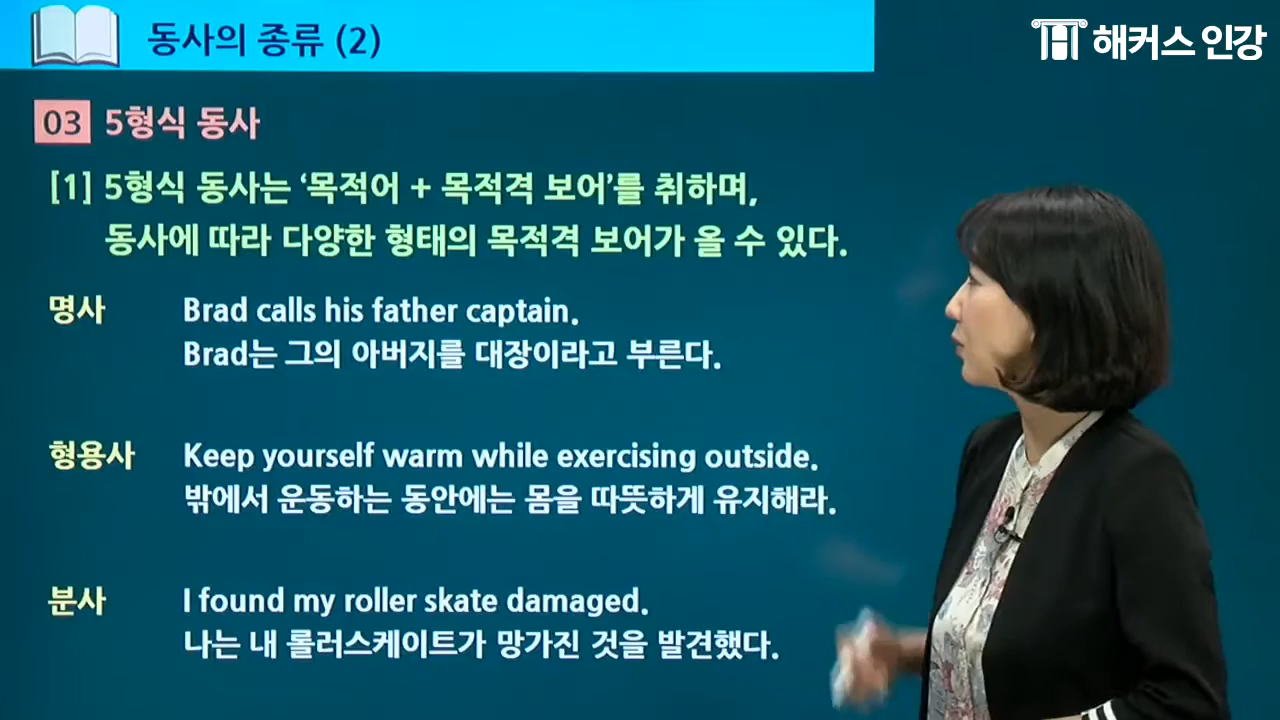 동사의 종류 (2)
해커스 인강
03 5형식 동사
[1] 5형식 동사는 ‘목적어 + 목적격 보어’를 취하며,
동사에 따라 다양한 형태의 목적격 보어가 올 수 있다.
명사 Brad calls his father captain.
Brad는 그의 아버지를 대장이라고 부른다.
형용사 Keep yourself warm while exercising outside.
밖에서 운동하는 동안에는 몸을 따뜻하게 유지해라.
분사 I found my roller skate damaged.
나는 내 롤러스케이트가 망가진 것을 발견했다.